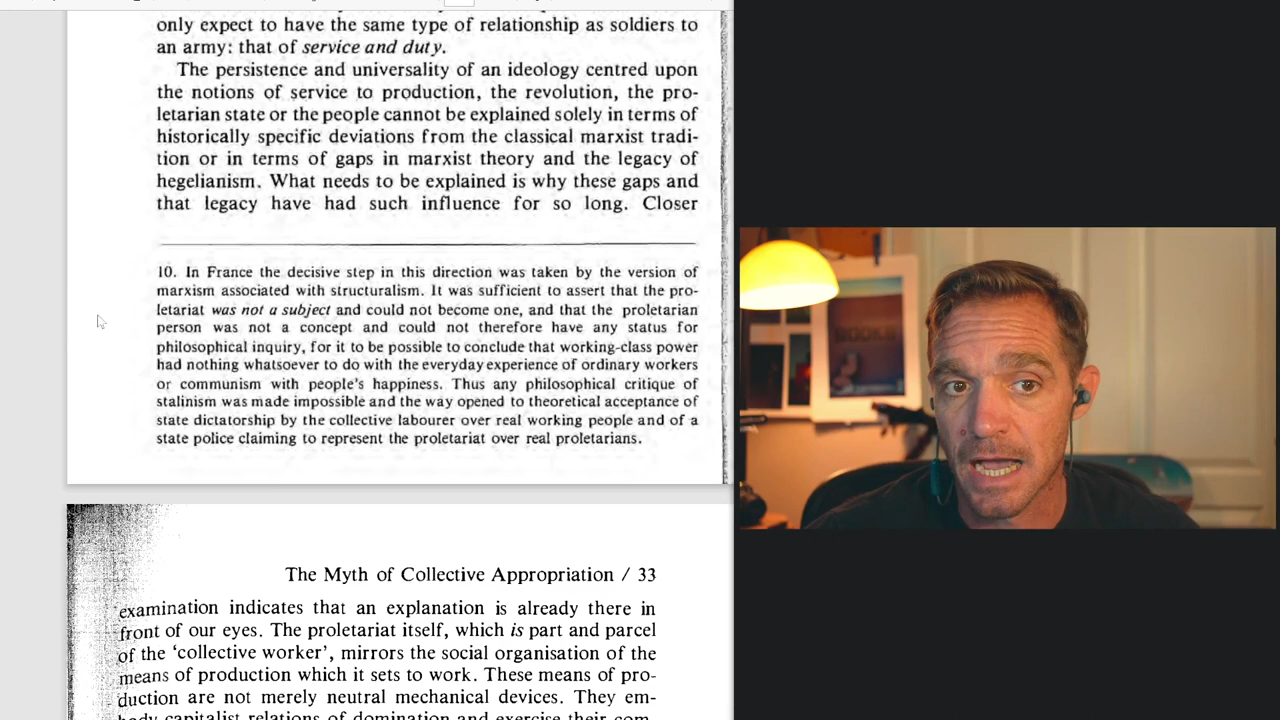 only expect to have the same type of relationship as soldiers to
an army: that of service and duty.
The persistence and universality of an ideology centred upon
the notions of service to production, the revolution, the pro-
letarian state or the people cannot be explained solely in terms of
historically specific deviations from the classical marxist tradi-
tion or in terms of gaps in marxist theory and the legacy of
hegelianism. What needs to be explained is why these gaps and
that legacy have had such influence for so long. Closer
10. In France the decisive step in this direction was taken by the version of
marxism associated with structuralism. It was sufficient to assert that the pro-
letariat was not a subject and could not become one, and that the proletarian
person was not a concept and could not therefore have any status for
philosophical inquiry, for it to be possible to conclude that working-class power
had nothing whatsoever to do with the everyday experience of ordinary workers
or communism with people's happiness. Thus any philosophical critique of
stalinism was made impossible and the way opened to theoretical acceptance of
state dictatorship by the collective labourer over real working people and of a
state police claiming to represent the proletariat over real proletarians.
The Myth of Collective Appropriation / 33
examination indicates that an explanation is already there in
front of our eyes. The proletariat itself, which is part and parcel
of the 'collective worker', mirrors the social organisation of the
means of production which it sets to work. These means of pro-
duction are not merely neutral mechanical devices. They em-
body capitalist relations of domination and exercise their com-